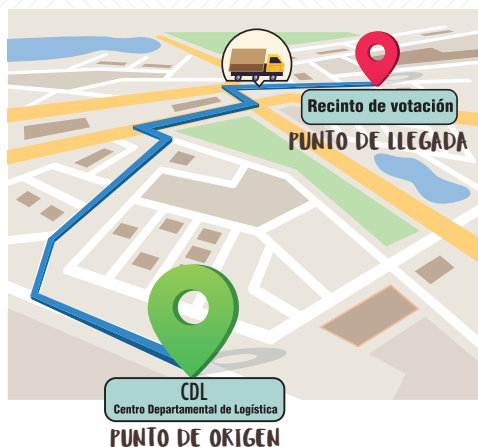 Recinto de votación
PUNTO DE LLEGADA
CDL
Centro Departamental de Logística
PUNTO DE ORIGEN